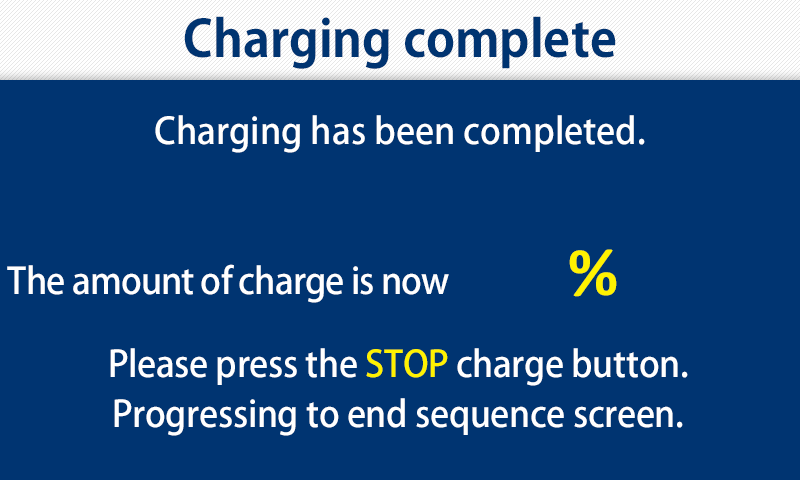 Charging complete
Charging has been completed.
The amount of charge is now %
Please press the STOP charge button.
Progressing to end sequence screen.